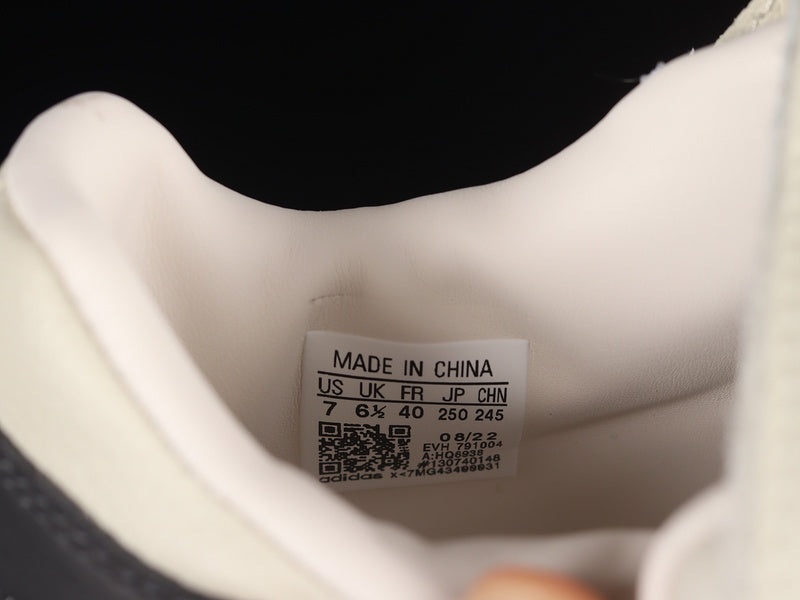 MADE IN CHINA
US UK FR JP CHN
7 6½ 40 250 245
08/22
EVH 791004
A:HQ6938
#130740148
adidas x<7MG43400031